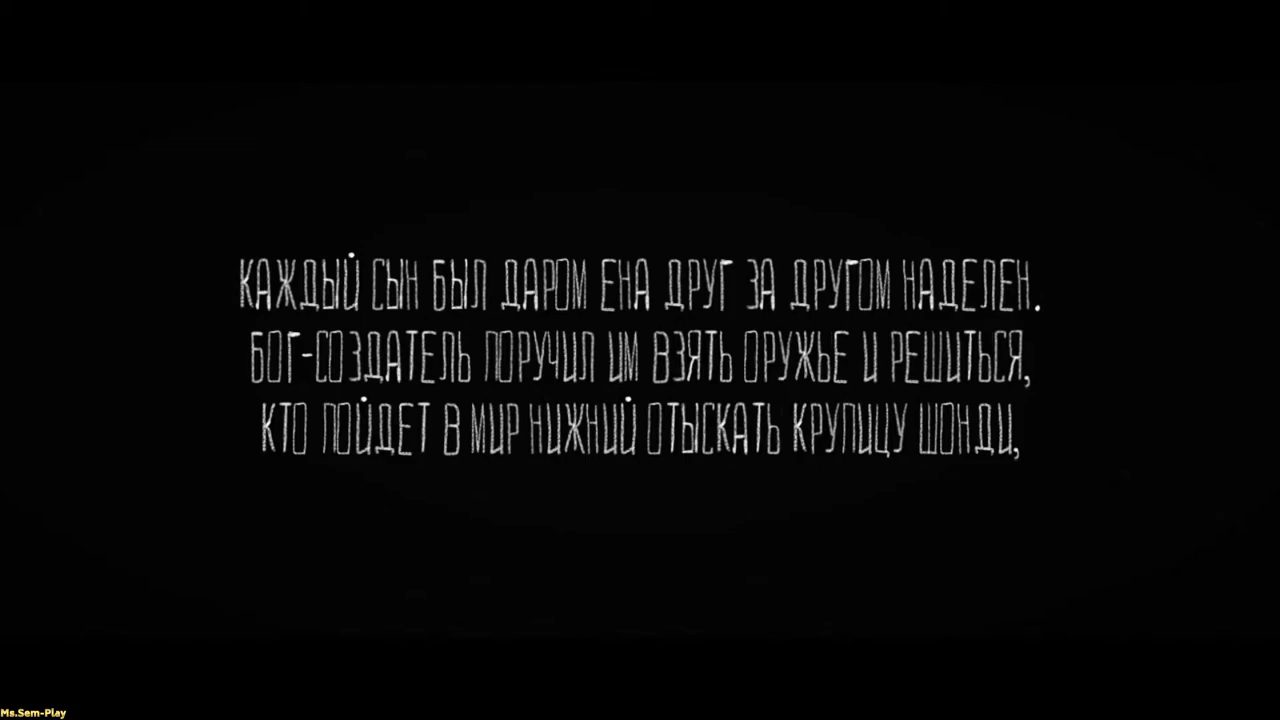 КАЖДЫЙ СЫН БЫЛ ДАРОМ ЕНА ДРУГ ЗА ДРУГОМ НАДЕЛЕН.
БОГ-СОЗДАТЕЛЬ ПОРУЧИЛ ИМ ВЗЯТЬ ОРУЖЬЕ И РЕШИТЬСЯ,
КТО ПОЙДЕТ В МИР НИЖНИЙ ОТЫСКАТЬ КРУПИЦУ ШОНДИ,
Ms.Sem-Play